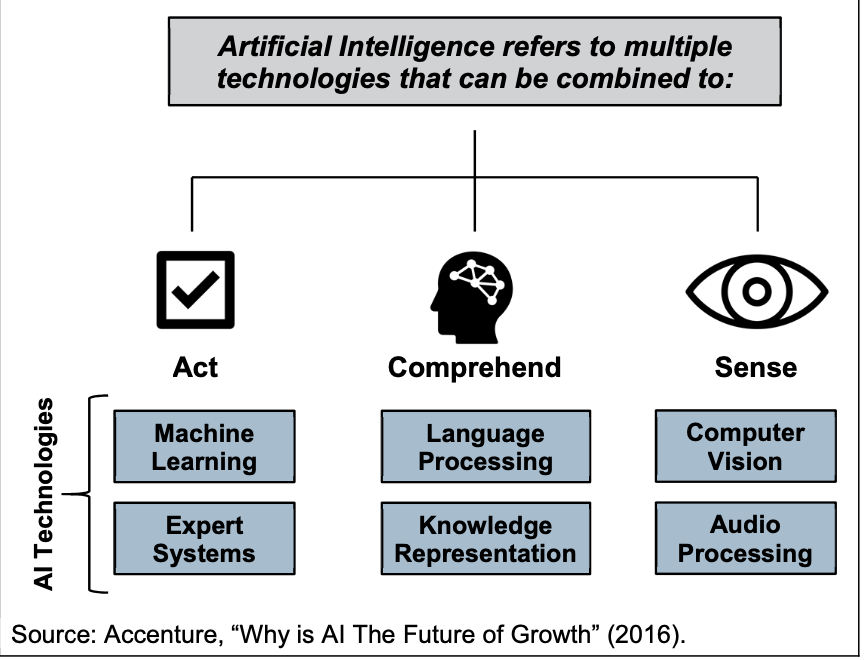 Artificial Intelligence refers to multiple
technologies that can be combined to:
Act
Comprehend
Sense
AI Technologies
Machine
Learning
Language
Processing
Computer
Vision
Expert
Systems
Knowledge
Representation
Audio
Processing
Source: Accenture, “Why is AI The Future of Growth” (2016).